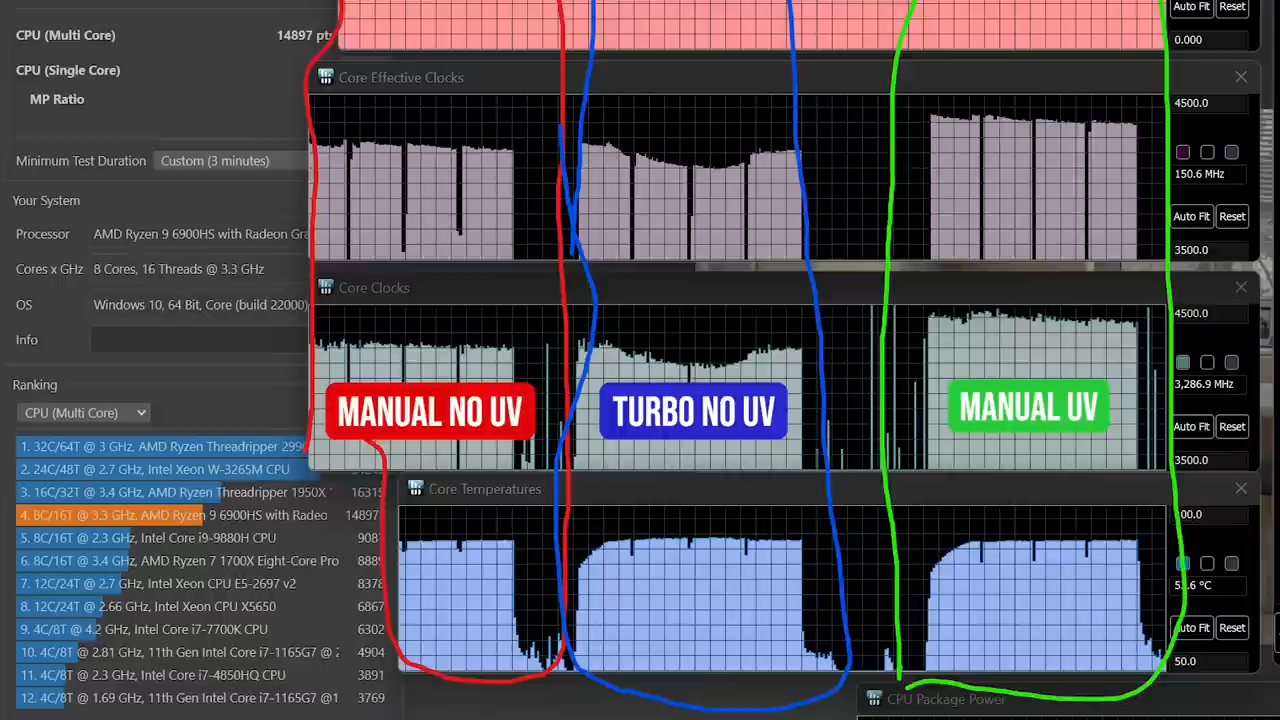 CPU (Multi Core) 14897 pts
CPU (Single Core)
MP Ratio
Minimum Test Duration Custom (3 minutes)
Your System
Processor AMD Ryzen 9 6900HS with Radeon Gra
Cores x GHz 8 Cores, 16 Threads @ 3.3 GHz
OS Windows 10, 64 Bit, Core (build 22000)
Info
Ranking
CPU (Multi Core)
1. 32C/64T @ 3 GHz, AMD Ryzen Threadripper 299
2. 24C/48T @ 2.7 GHz, Intel Xeon W-3265M CPU
3. 16C/32T @ 3.4 GHz, AMD Ryzen Threadripper 1950X 16315
4. 8C/16T @ 3.3 GHz, AMD Ryzen 9 6900HS with Radeo 14897
5. 8C/16T @ 2.3 GHz, Intel Core i9-9880H CPU 908
6. 8C/16T @ 3.4 GHz, AMD Ryzen 7 1700X Eight-Core Pro 8889
7. 12C/24T @ 2.7 GHz, Intel Xeon CPU E5-2697 v2 8378
8. 12C/24T @ 2.66 GHz, Intel Xeon CPU X5650 6867
9. 4C/8T @ 4.2 GHz, Intel Core i7-7700K CPU 6302
10. 4C/8T @ 2.81 GHz, 11th Gen Intel Core i7-1165G7 @ 2 4904
11. 4C/8T @ 2.3 GHz, Intel Core i7-4850HQ CPU 3891
12. 4C/8T @ 1.69 GHz, 11th Gen Intel Core i7-1165G7 @1 3769
Auto Fit Reset
0.000
Core Effective Clocks
4500.0
150.6 MHz
Auto Fit Reset
3500.0
Core Clocks
4500.0
3,286.9 MHz
Auto Fit Reset
3500.0
MANUAL NO UV
TURBO NO UV
MANUAL UV
Core Temperatures
00.0
.6 °C
Auto Fit Reset
50.0
CPU Package Power